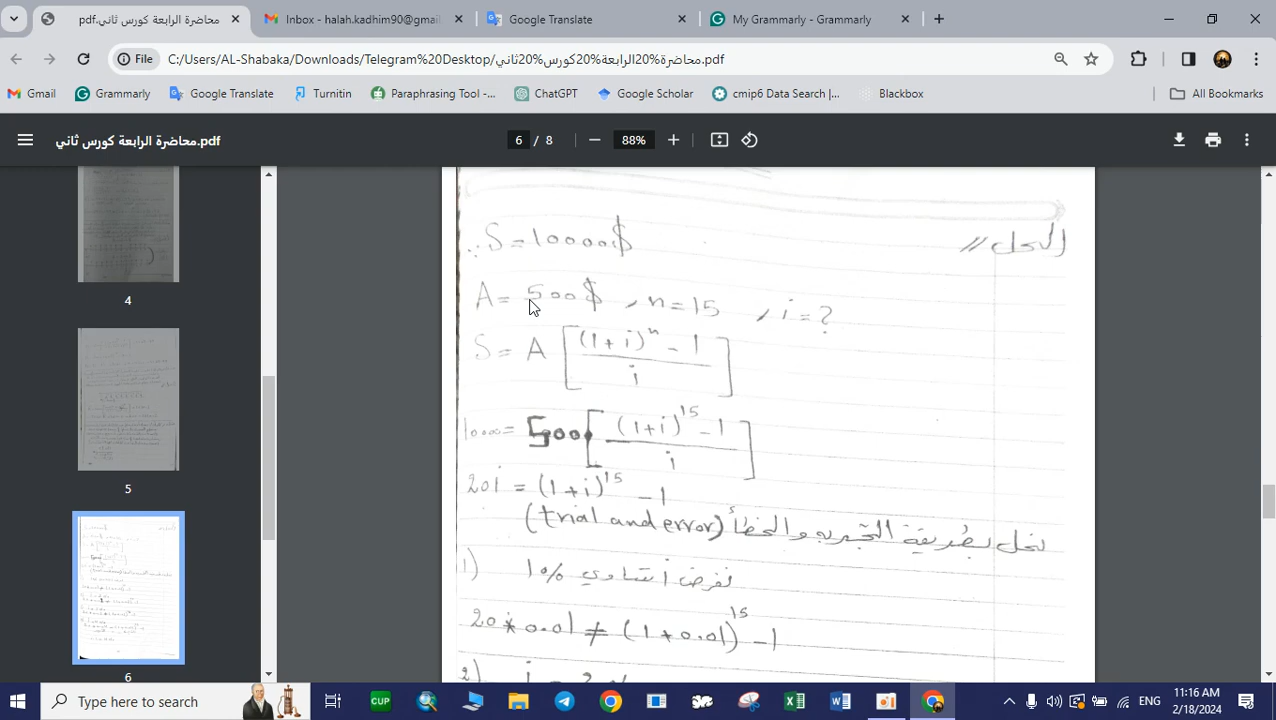 محاضرة الرابعة كورس ثاني.pdf
Inbox - halah.kadhim90@gmail
Google Translate
My Grammarly - Grammarly
File
C:/Users/AL-Shabaka/Downloads/Telegram%20Desktop/محاضرة%20الرابعة%20كورس%20ثاني.pdf
Gmail
Grammarly
Google Translate
Turnitin
Paraphrasing Tool -...
ChatGPT
Google Scholar
cmip6 Data Search |...
Blackbox
All Bookmarks
محاضرة الرابعة كورس ثاني.pdf
6 / 8
88%
4
5
6
الحل //
∴ S = 10000$
A = 500$ , n = 15 , i = ?
S = A [ (1+i)^n - 1 / i ]
10000 = 500 [ (1+i)^15 - 1 / i ]
20i = (1+i)^15 - 1
نحل بطريقة التجربه والخطأ (trial and error)
1) نفرض i تساوي 1%
20 * 0.01 ≠ (1+0.01)^15 - 1
Type here to search
CUP
ENG
11:16 AM
2/18/2024